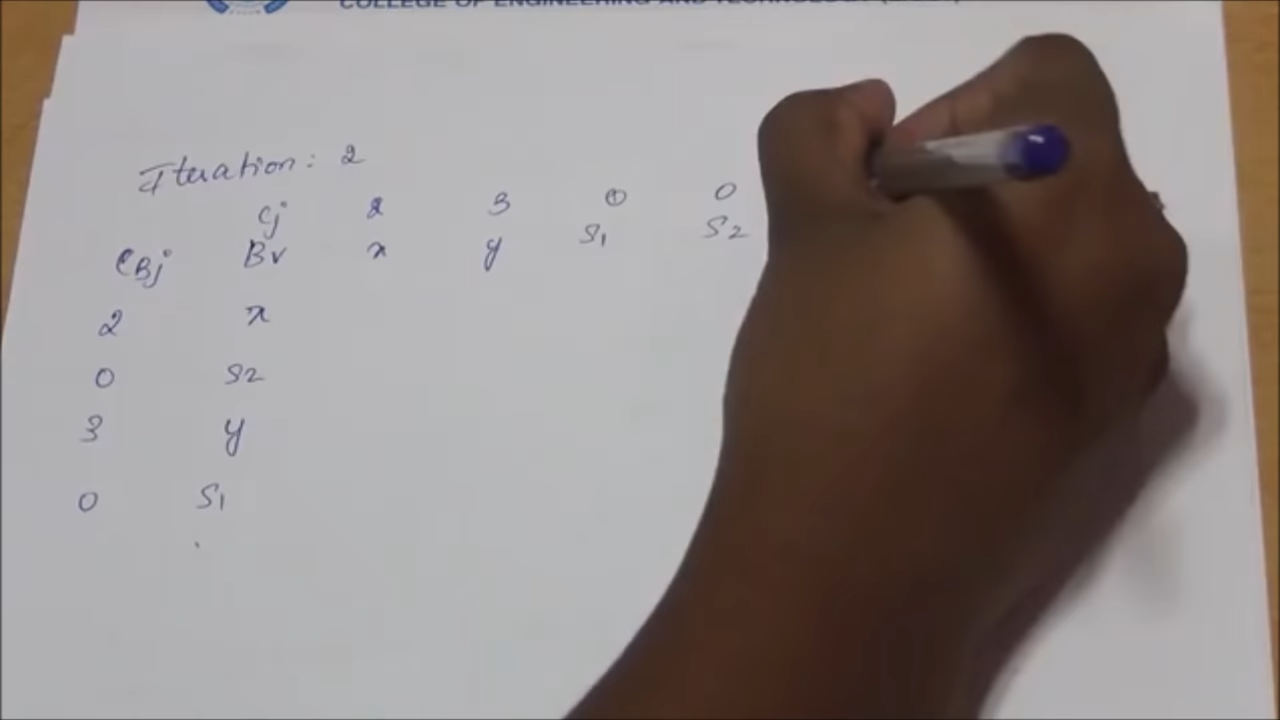 COLLEGE OF ENGINEERING AND TECHNOLOGY
Iteration: 2
Cj 2 3 0 0
CBj BV x y S1 S2
2 x
0 S2
3 y
0 S1